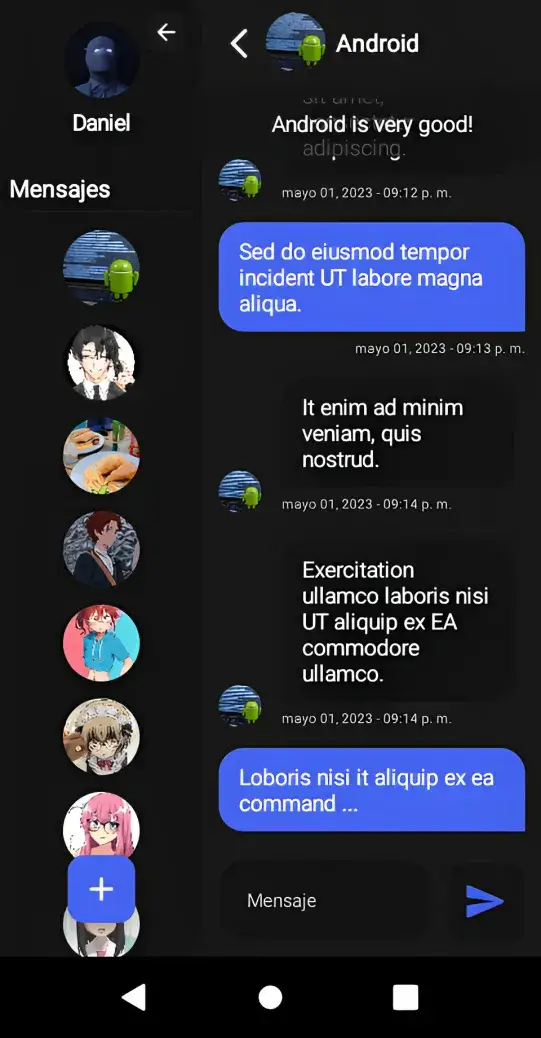 Daniel
Mensajes
Android
sit amet,
Android is very good!
adipiscing.
mayo 01, 2023 - 09:12 p. m.
Sed do eiusmod tempor
incident UT labore magna
aliqua.
mayo 01, 2023 - 09:13 p. m.
It enim ad minim
veniam, quis
nostrud.
mayo 01, 2023 - 09:14 p. m.
Exercitation
ullamco laboris nisi
UT aliquip ex EA
commodore
ullamco.
mayo 01, 2023 - 09:14 p. m.
Loboris nisi it aliquip ex ea
command ...
Mensaje